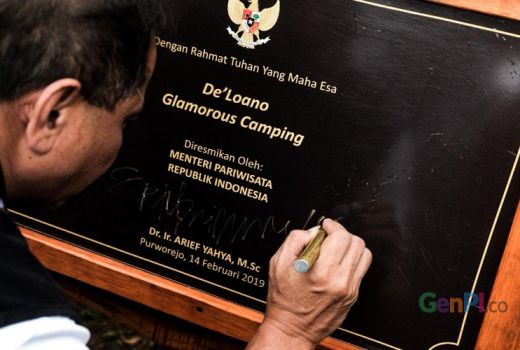 Dengan Rahmat Tuhan Yang Maha Esa
De'Loano
Glamorous Camping
Diresmikan Oleh:
MENTERI PARIWISATA
REPUBLIK INDONESIA
Dr. Ir. ARIEF YAHYA, M.Sc
Purworejo, 14 Februari 2019
GenPI.co